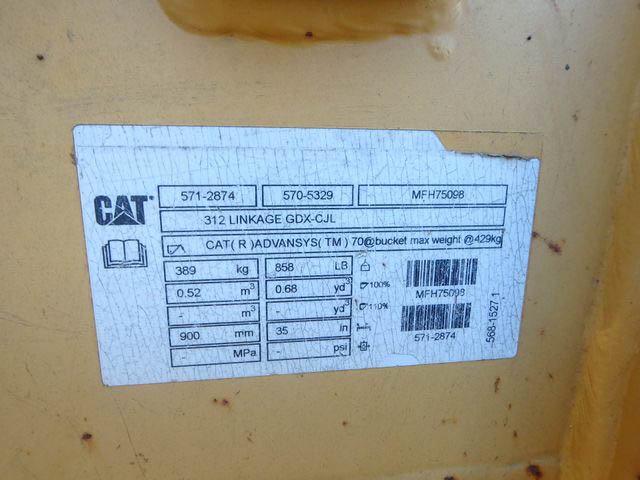 CAT
571-2874 570-5329 MFH75098
312 LINKAGE GDX-CJL
CAT( R )ADVANSYS( TM ) 70@bucket max weight @429kg
389 kg 858 LB
0.52 m³ 0.68 yd³ 100%
- m³ - yd³ 110%
900 mm 35 in
- MPa - psi
MFH75098
571-2874
568-1527 1